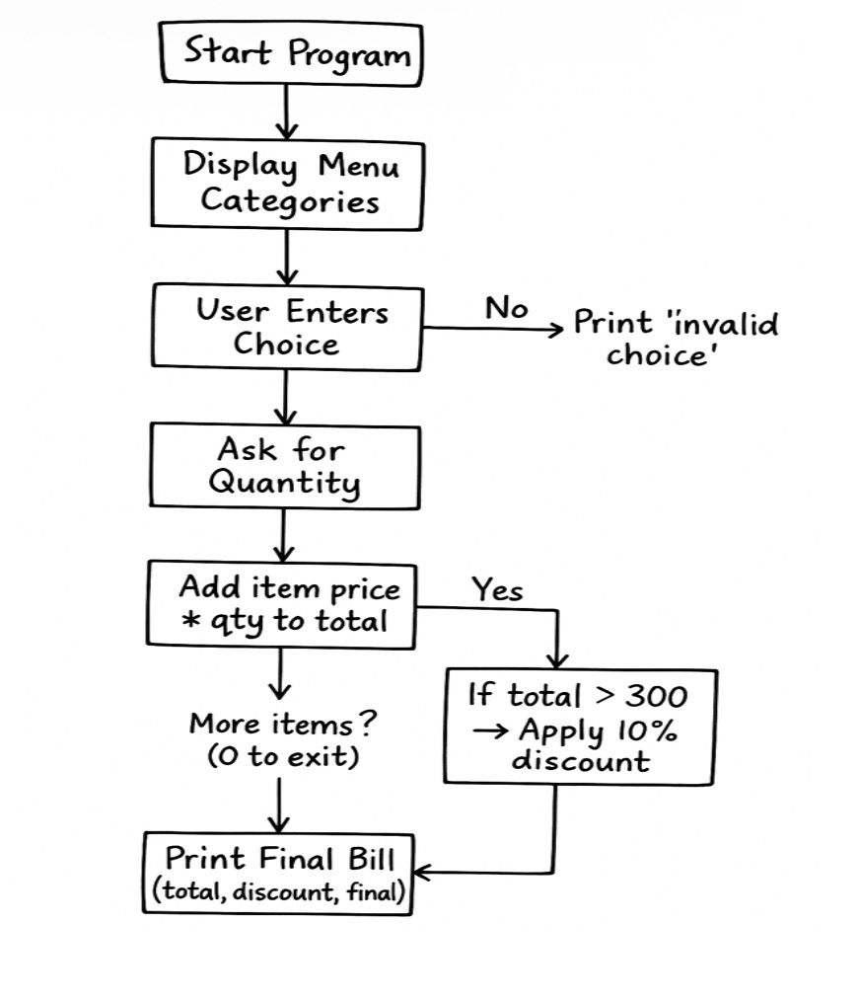 Start Program
Display Menu
Categories
User Enters
Choice
No
Print "invalid
choice'
Ask for
Quantity
Add item price
* qty to total
Yes
If total > 300
→ Apply 10%
discount
More items?
(0 to exit)
Print Final Bill
(total, discount, final)